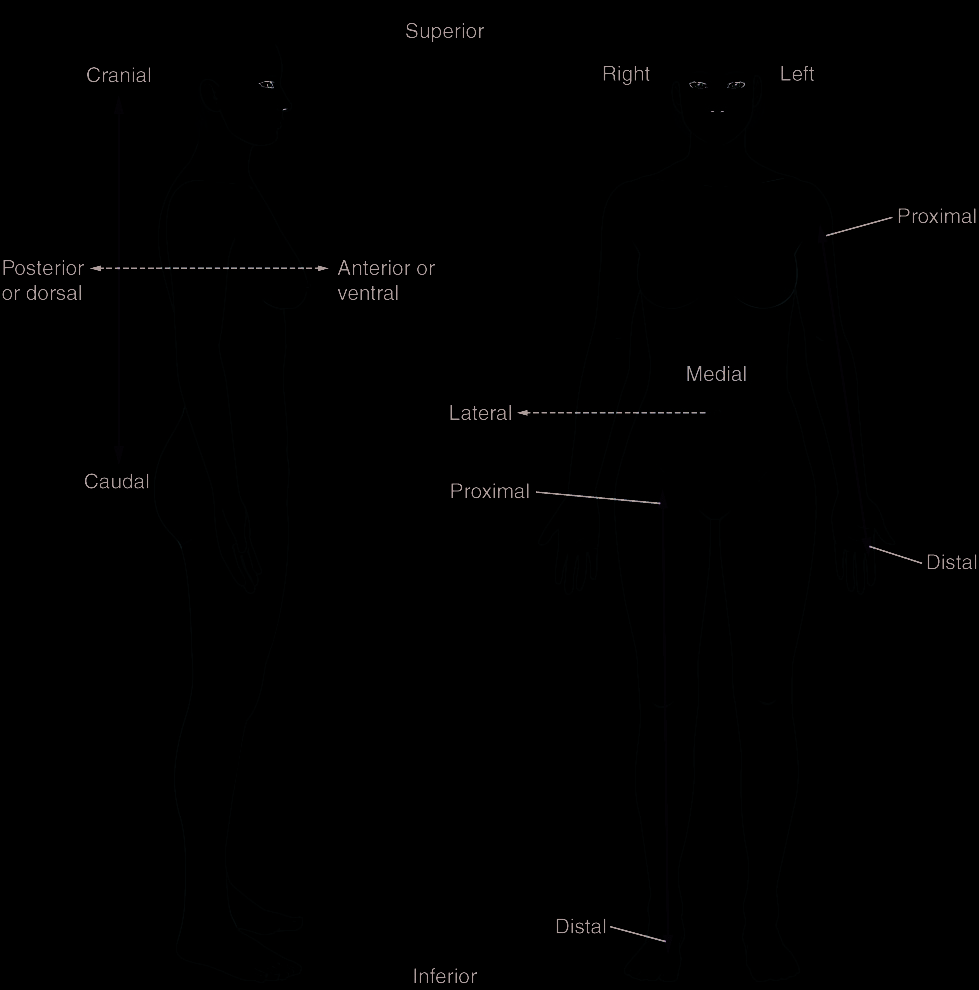 Superior
Cranial
Right
Left
Proximal
Posterior
or dorsal
Anterior or
ventral
Medial
Lateral
Caudal
Proximal
Distal
Distal
Inferior